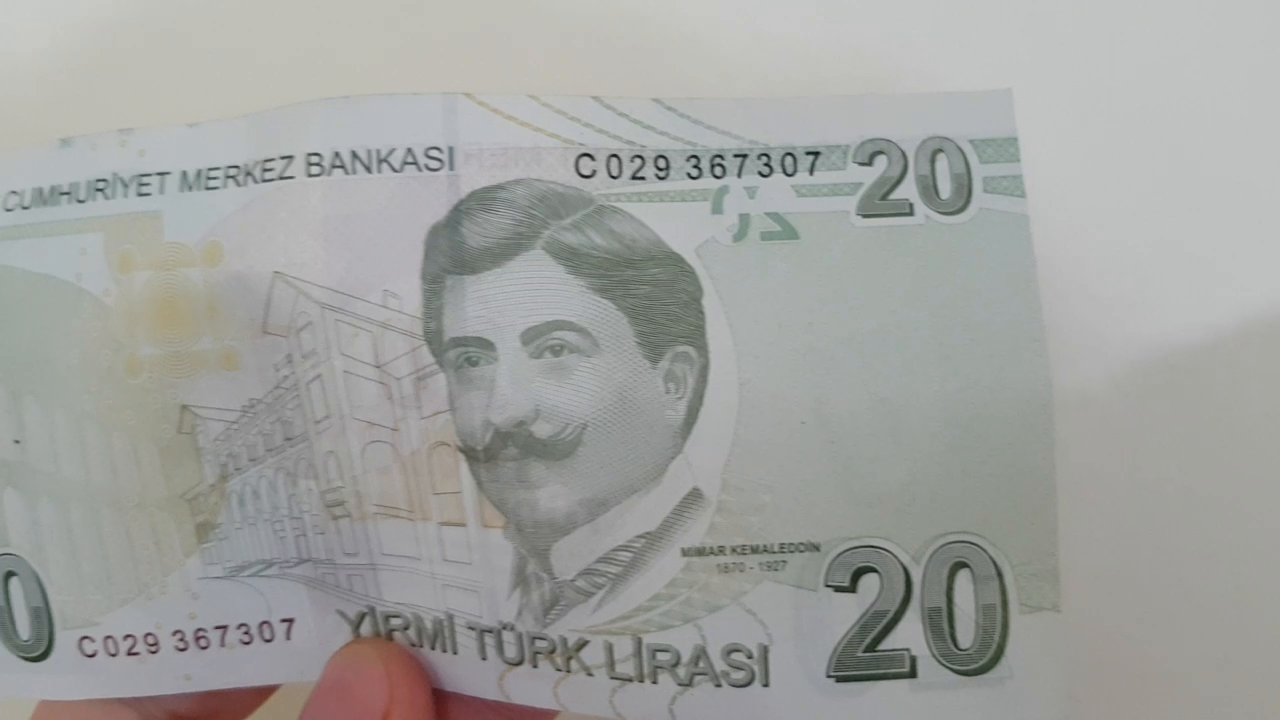 CUMHURİYET MERKEZ BANKASI
C029 367307
20
MİMAR KEMALEDDİN
1870 - 1927
20
0
C029 367307
YİRMİ TÜRK LİRASI